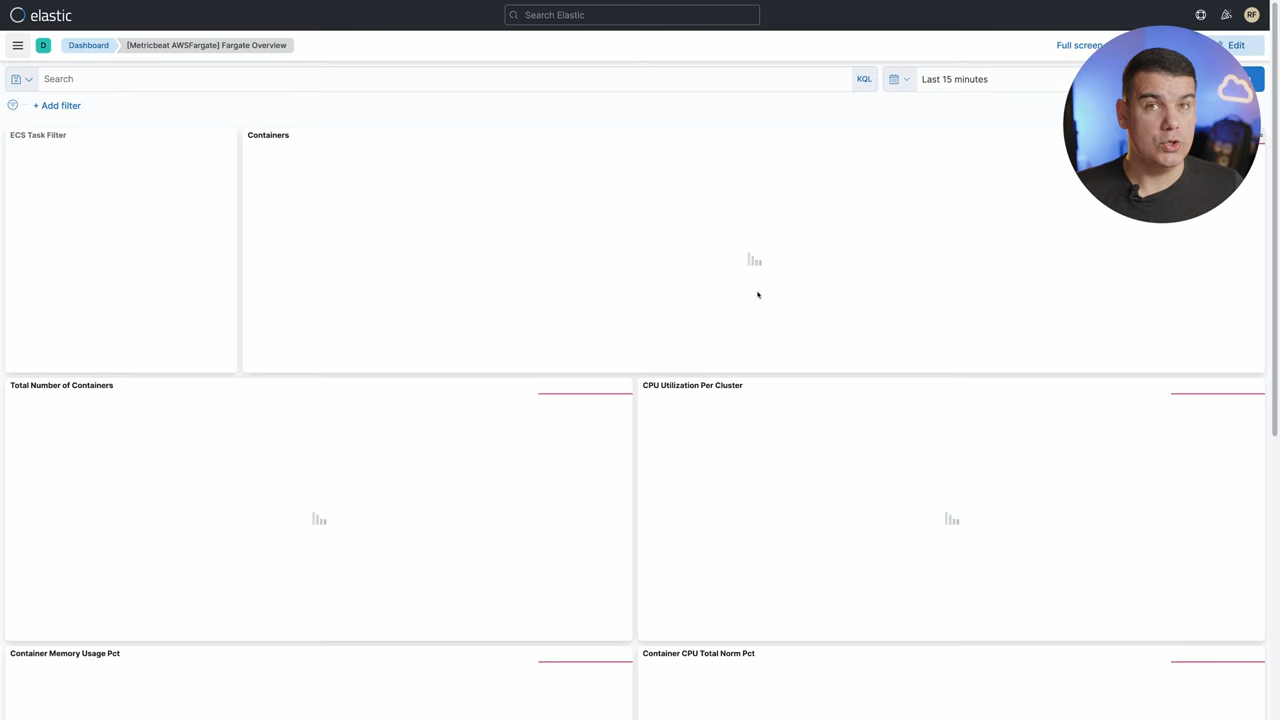 elastic
Search Elastic
RF
D
Dashboard
[Metricbeat AWSFargate] Fargate Overview
Full screen
Edit
Search
KQL
Last 15 minutes
+ Add filter
ECS Task Filter
Containers
Total Number of Containers
CPU Utilization Per Cluster
Container Memory Usage Pct
Container CPU Total Norm Pct